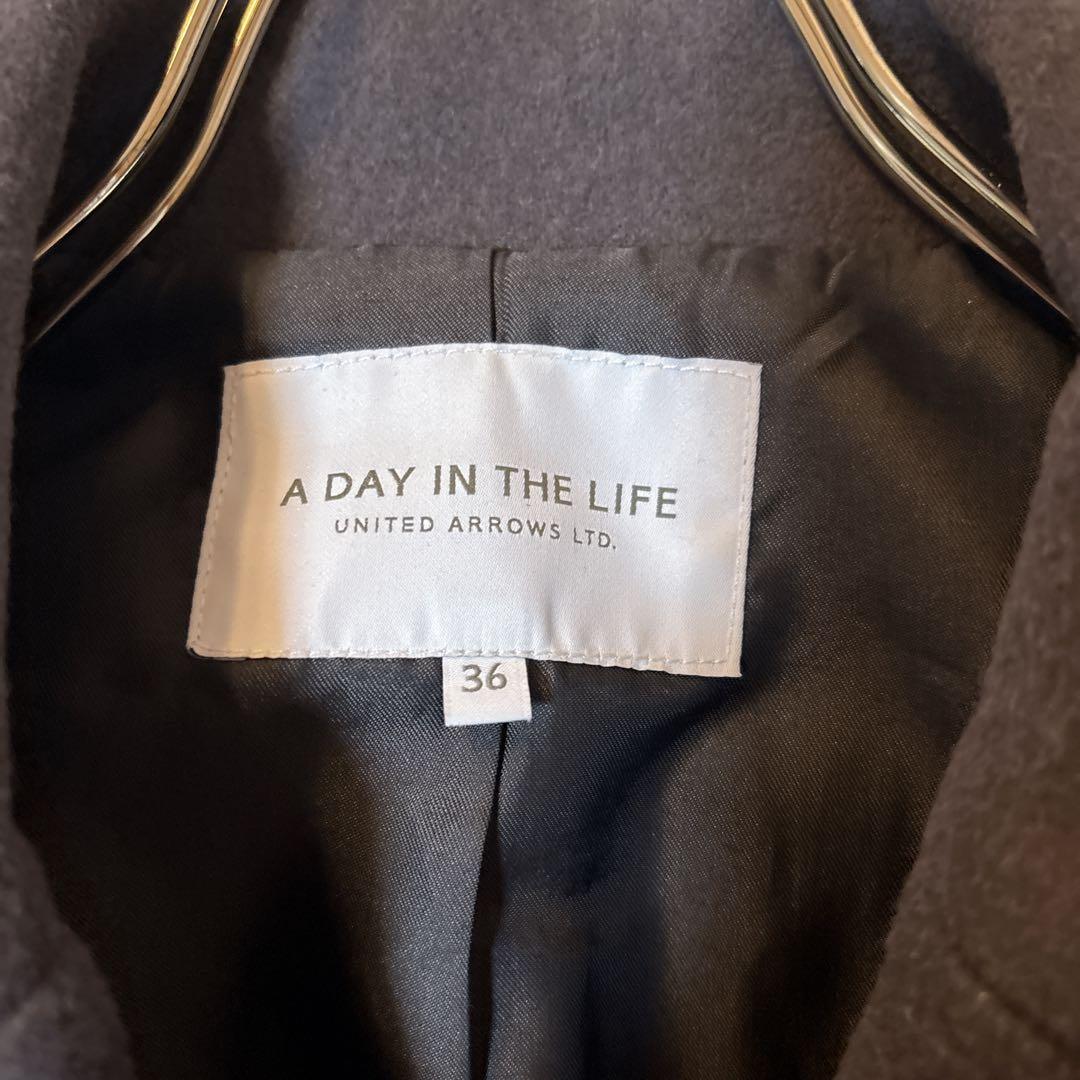 A DAY IN THE LIFE
UNITED ARROWS LTD.
36